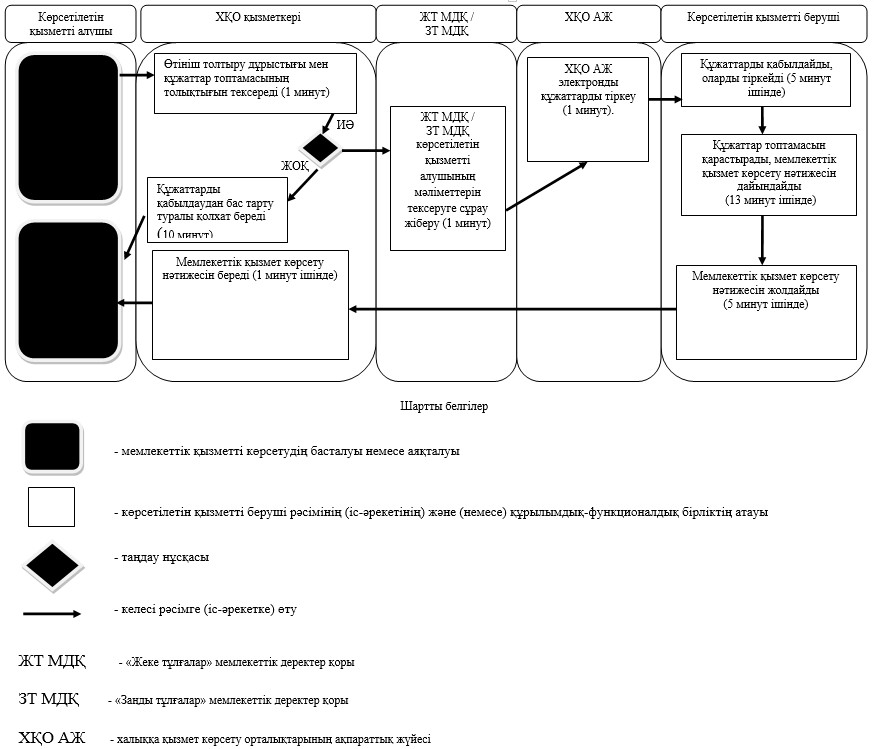 Көрсетілетін
қызметті алушы
ХҚО қызметкері
ЖТ МДҚ /
ЗТ МДҚ
ХҚО АЖ
Көрсетілетін қызметті беруші
Өтініш толтыру дұрыстығы мен
құжаттар топтамасының
толықтығын тексереді (1 минут)
ИӘ
ЖОҚ
Құжаттарды
қабылдаудан бас тарту
туралы қолхат береді
(10 минут)
Мемлекеттік қызмет көрсету
нәтижесін береді (1 минут ішінде)
ЖТ МДҚ /
ЗТ МДҚ
көрсетілетін
қызметті
алушының
мәліметтерін
тексеруге сұрау
жіберу (1 минут)
ХҚО АЖ
электронды
құжаттарды тіркеу
(1 минут).
Құжаттарды қабылдайды,
оларды тіркейді (5 минут
ішінде)
Құжаттар топтамасын
қарастырады, мемлекеттік
қызмет көрсету нәтижесін
дайындайды
(13 минут ішінде)
Мемлекеттік қызмет көрсету
нәтижесін жолдайды
(5 минут ішінде)
Шартты белгілер
- мемлекеттік қызметті көрсетудің басталуы немесе аяқталуы
- көрсетілетін қызметті беруші рәсімінің (іс-әрекетінің) және (немесе) құрылымдық-функционалдық бірліктің атауы
- таңдау нұсқасы
- келесі рәсімге (іс-әрекетке) өту
ЖТ МДҚ - «Жеке тұлғалар» мемлекеттік деректер қоры
ЗТ МДҚ - «Заңды тұлғалар» мемлекеттік деректер қоры
ХҚО АЖ - халыққа қызмет көрсету орталықтарының ақпараттық жүйесі